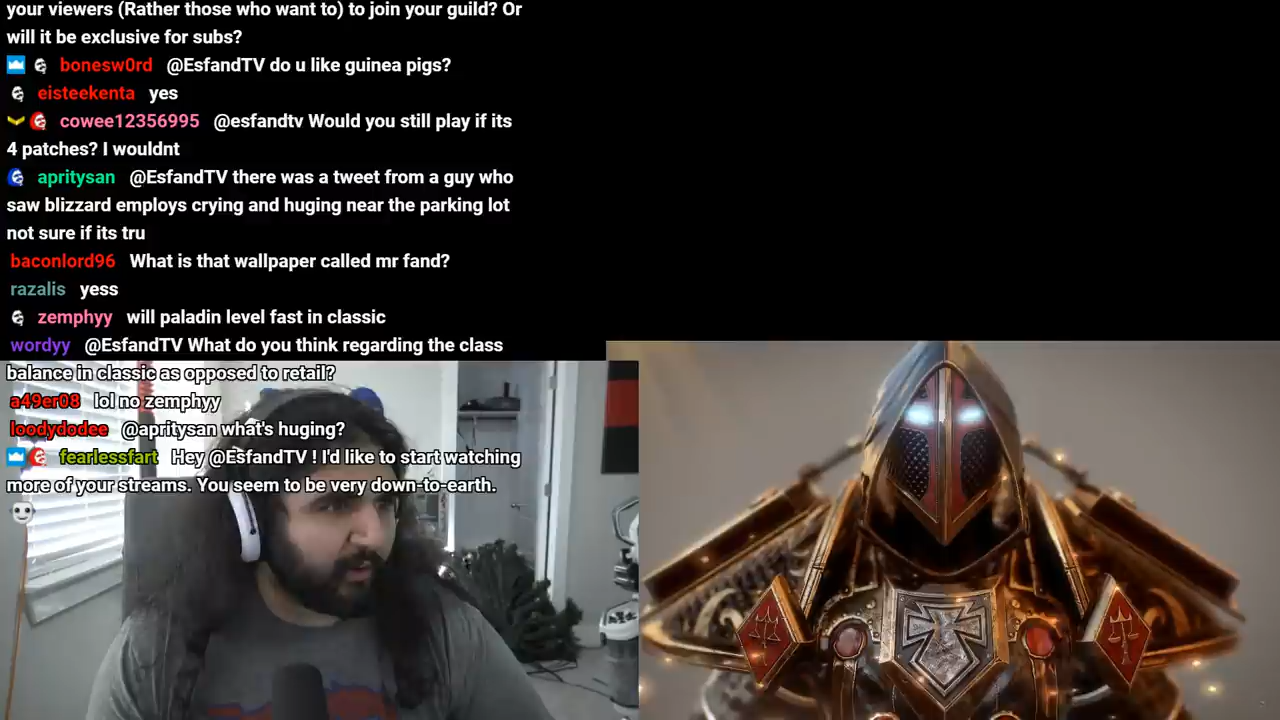 your viewers (Rather those who want to) to join your guild? Or
will it be exclusive for subs?
bonesw0rd @EsfandTV do u like guinea pigs?
eisteekenta yes
cowee12356995 @esfandtv Would you still play if its
4 patches? I wouldnt
apritysan @EsfandTV there was a tweet from a guy who
saw blizzard employs crying and huging near the parking lot
not sure if its tru
baconlord96 What is that wallpaper called mr fand?
razalis yess
zemphyy will paladin level fast in classic
wordyy @EsfandTV What do you think regarding the class
balance in classic as opposed to retail?
a49er08 lol no zemphyy
loodydodee @apritysan what's huging?
fearlessfart Hey @EsfandTV ! I'd like to start watching
more of your streams. You seem to be very down-to-earth.